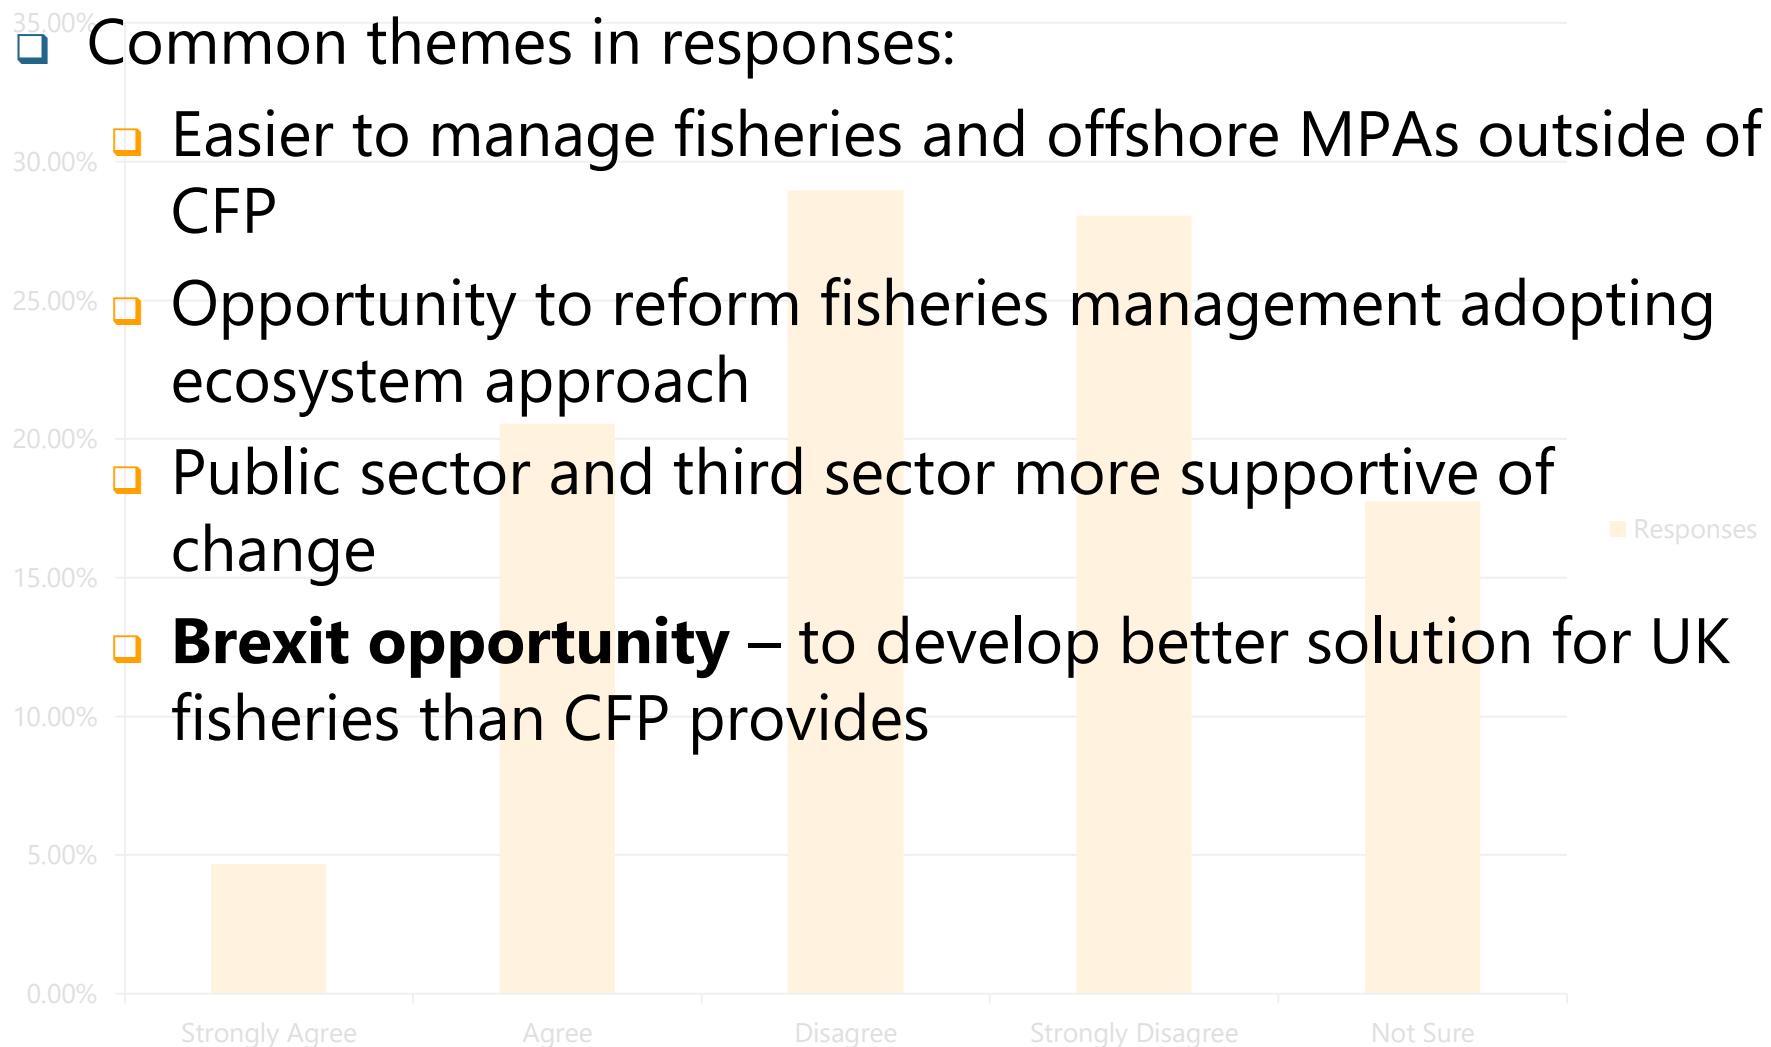 Common themes in responses:
Easier to manage fisheries and offshore MPAs outside of
CFP
Opportunity to reform fisheries management adopting
ecosystem approach
Public sector and third sector more supportive of
change
Brexit opportunity – to develop better solution for UK
fisheries than CFP provides
35.00%
30.00%
25.00%
20.00%
15.00%
10.00%
5.00%
0.00%
Strongly Agree
Agree
Disagree
Strongly Disagree
Not Sure
Responses